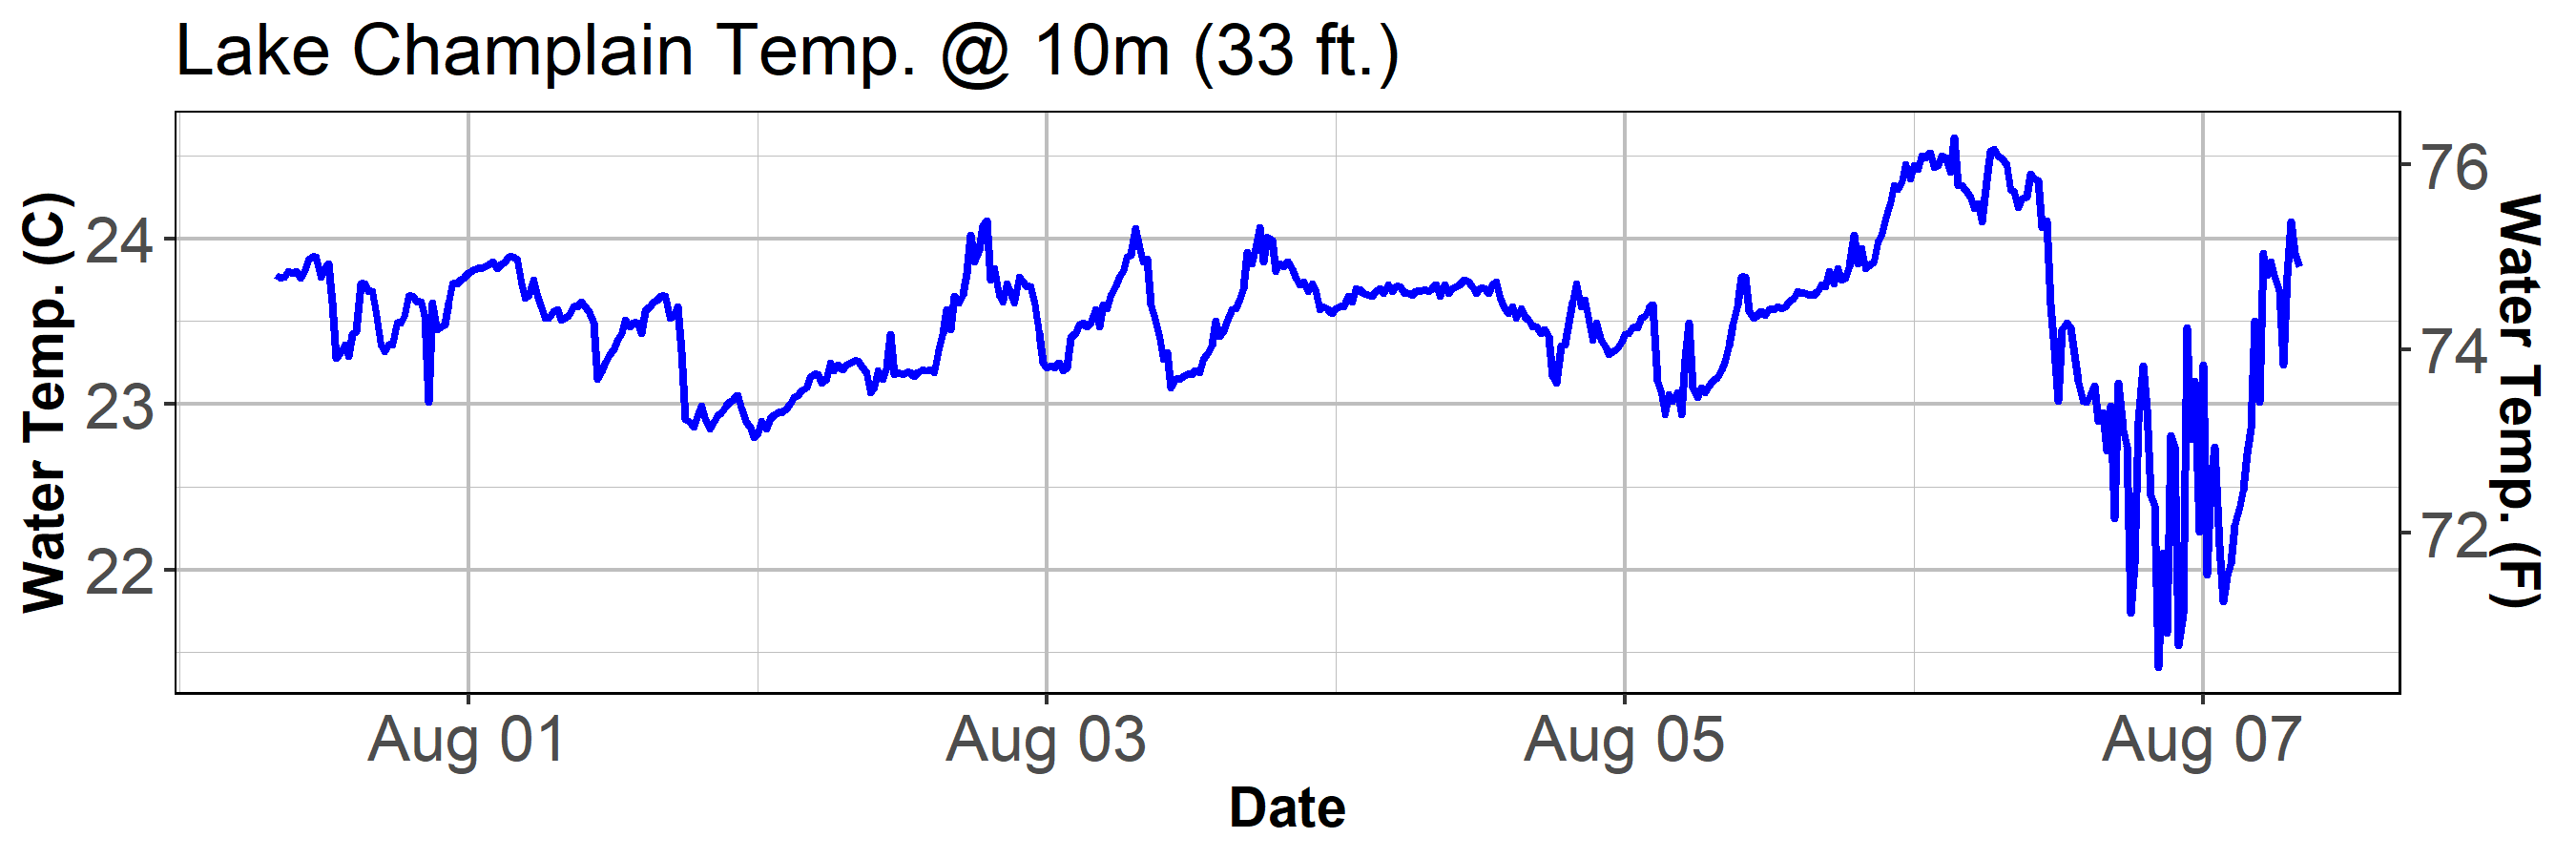 Lake Champlain Temp. @ 10m (33 ft.)
Water Temp. (C)
24
23
22
76
74
72
Water Temp. (F)
Aug 01
Aug 03
Aug 05
Aug 07
Date